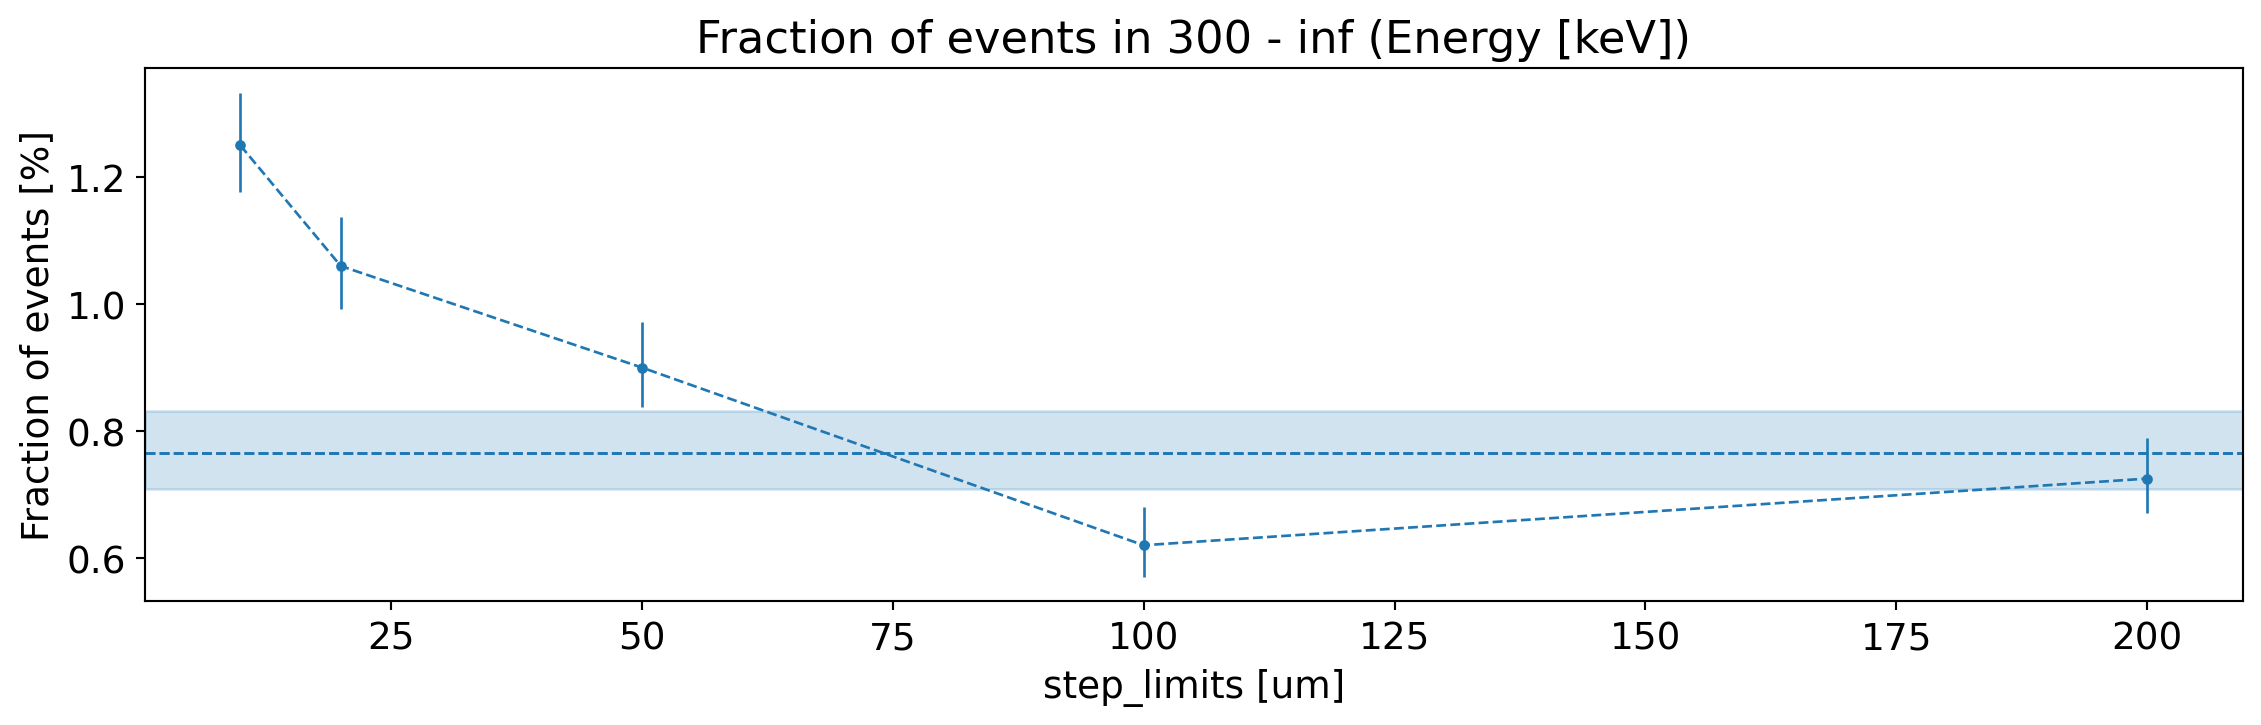 Fraction of events in 300 - inf (Energy [keV])
Fraction of events [%]
1.2
1.0
0.8
0.6
25 50 75 100 125 150 175 200
step_limits [um]